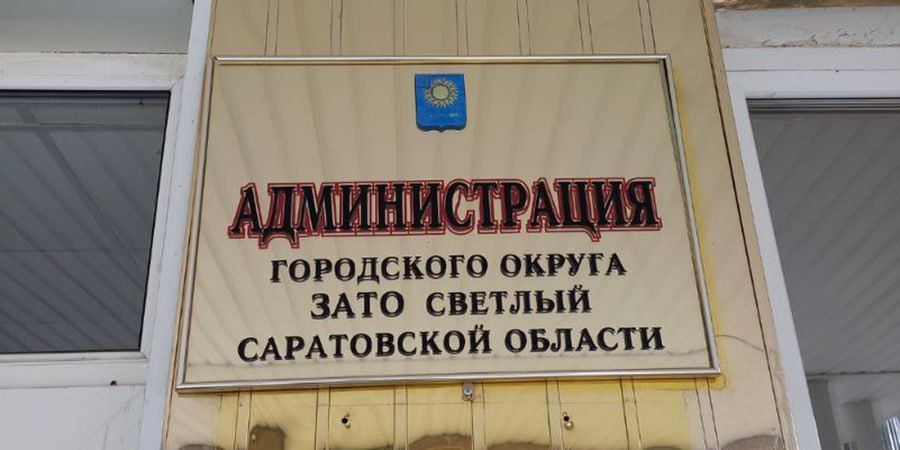 АДМИНИСТРАЦИЯ
ГОРОДСКОГО ОКРУГА
ЗАТО СВЕТЛЫЙ
САРАТОВСКОЙ ОБЛАСТИ